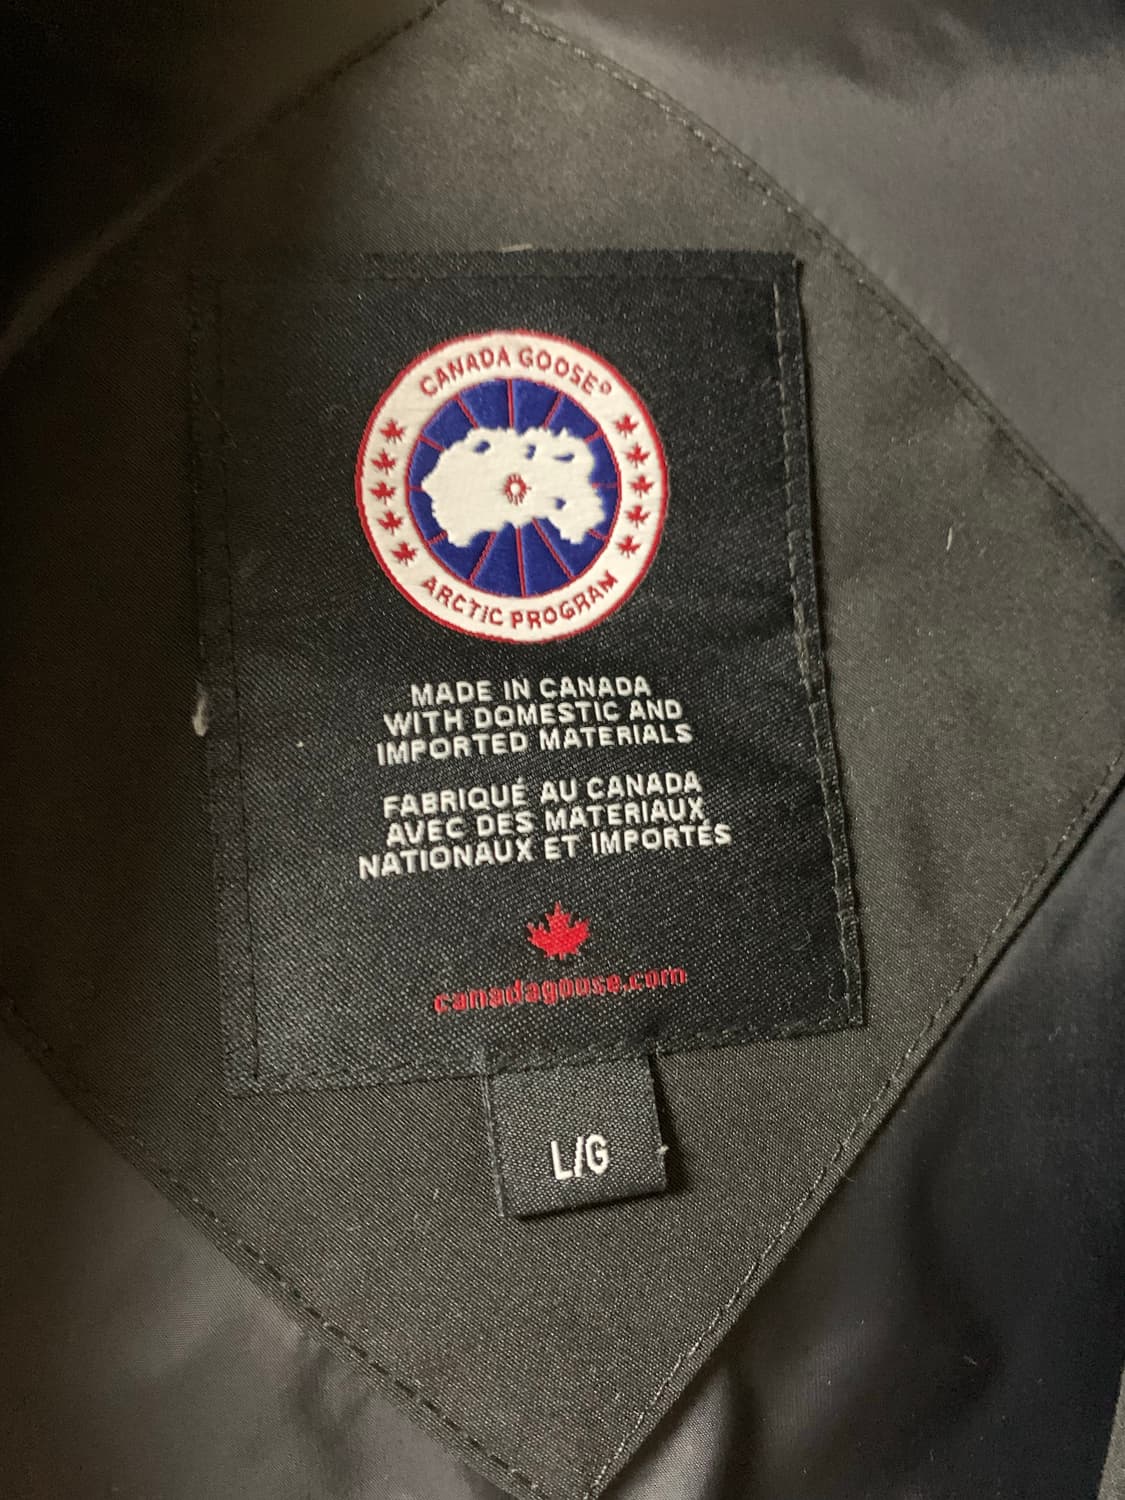 CANADA GOOSE®
ARCTIC PROGRAM
MADE IN CANADA
WITH DOMESTIC AND
IMPORTED MATERIALS
FABRIQUÉ AU CANADA
AVEC DES MATÉRIAUX
NATIONAUX ET IMPORTÉS
canadagoose.com
L/G